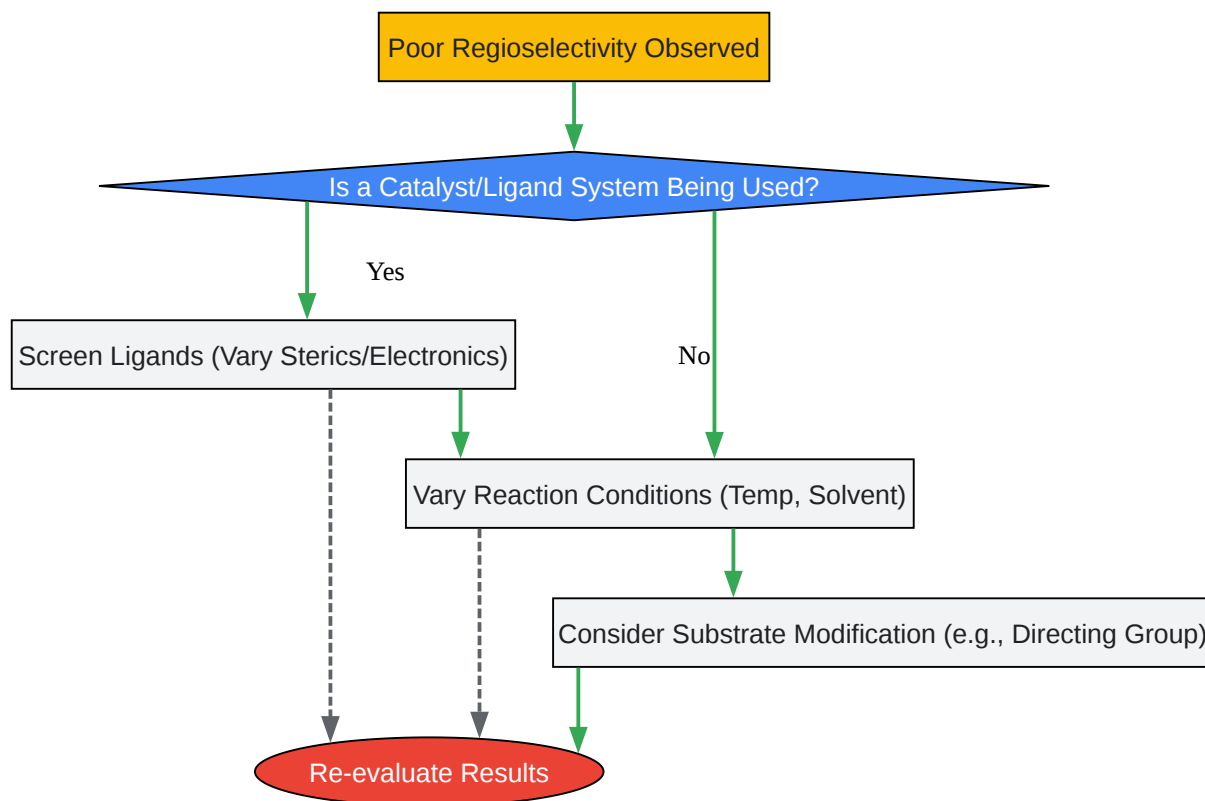 Poor Regioselectivity Observed
Is a Catalyst/Ligand System Being Used?
Yes
Screen Ligands (Vary Sterics/Electronics)
No
Vary Reaction Conditions (Temp, Solvent)
Consider Substrate Modification (e.g., Directing Group)
Re-evaluate Results